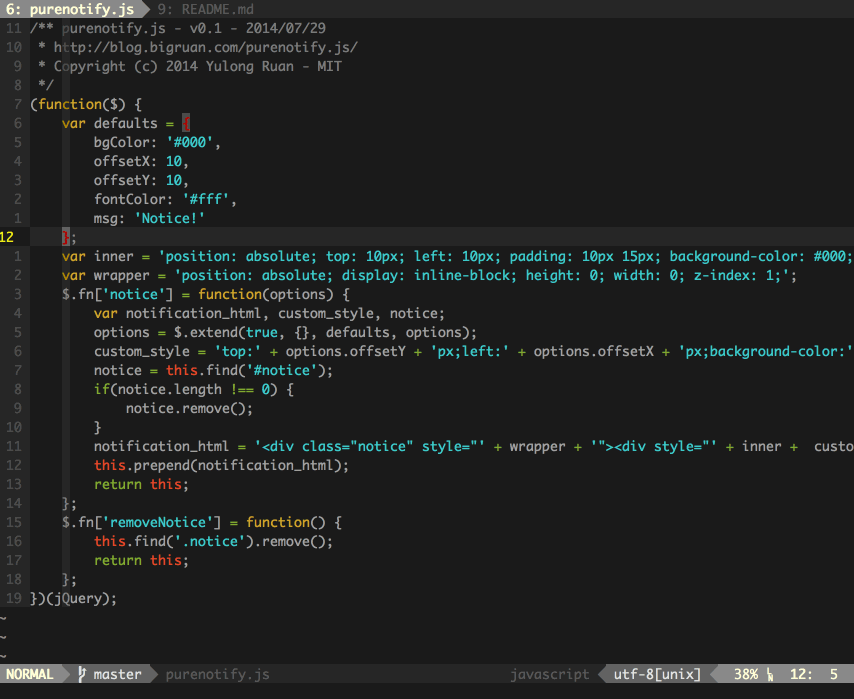 6: purenotify.js 9: README.md
11 /** purenotify.js - v0.1 - 2014/07/29
10  * http://blog.bigruan.com/purenotify.js/
9  * Copyright (c) 2014 Yulong Ruan - MIT
8  */
7 (function($) {
6     var defaults = {
5         bgColor: '#000',
4         offsetX: 10,
3         offsetY: 10,
2         fontColor: '#fff',
1         msg: 'Notice!'
12     };
1     var inner = 'position: absolute; top: 10px; left: 10px; padding: 10px 15px; background-color: #000;
2     var wrapper = 'position: absolute; display: inline-block; height: 0; width: 0; z-index: 1;';
3     $.fn['notice'] = function(options) {
4         var notification_html, custom_style, notice;
5         options = $.extend(true, {}, defaults, options);
6         custom_style = 'top:' + options.offsetY + 'px;left:' + options.offsetX + 'px;background-color:'
7         notice = this.find('#notice');
8         if(notice.length !== 0) {
9             notice.remove();
10         }
11         notification_html = '<div class="notice" style="' + wrapper + '"><div style="' + inner +  custo
12         this.prepend(notification_html);
13         return this;
14     };
15     $.fn['removeNotice'] = function() {
16         this.find('.notice').remove();
17         return this;
18     };
19 })(jQuery);
~
~
~
NORMAL master purenotify.js javascript utf-8[unix] 38% 12: 5